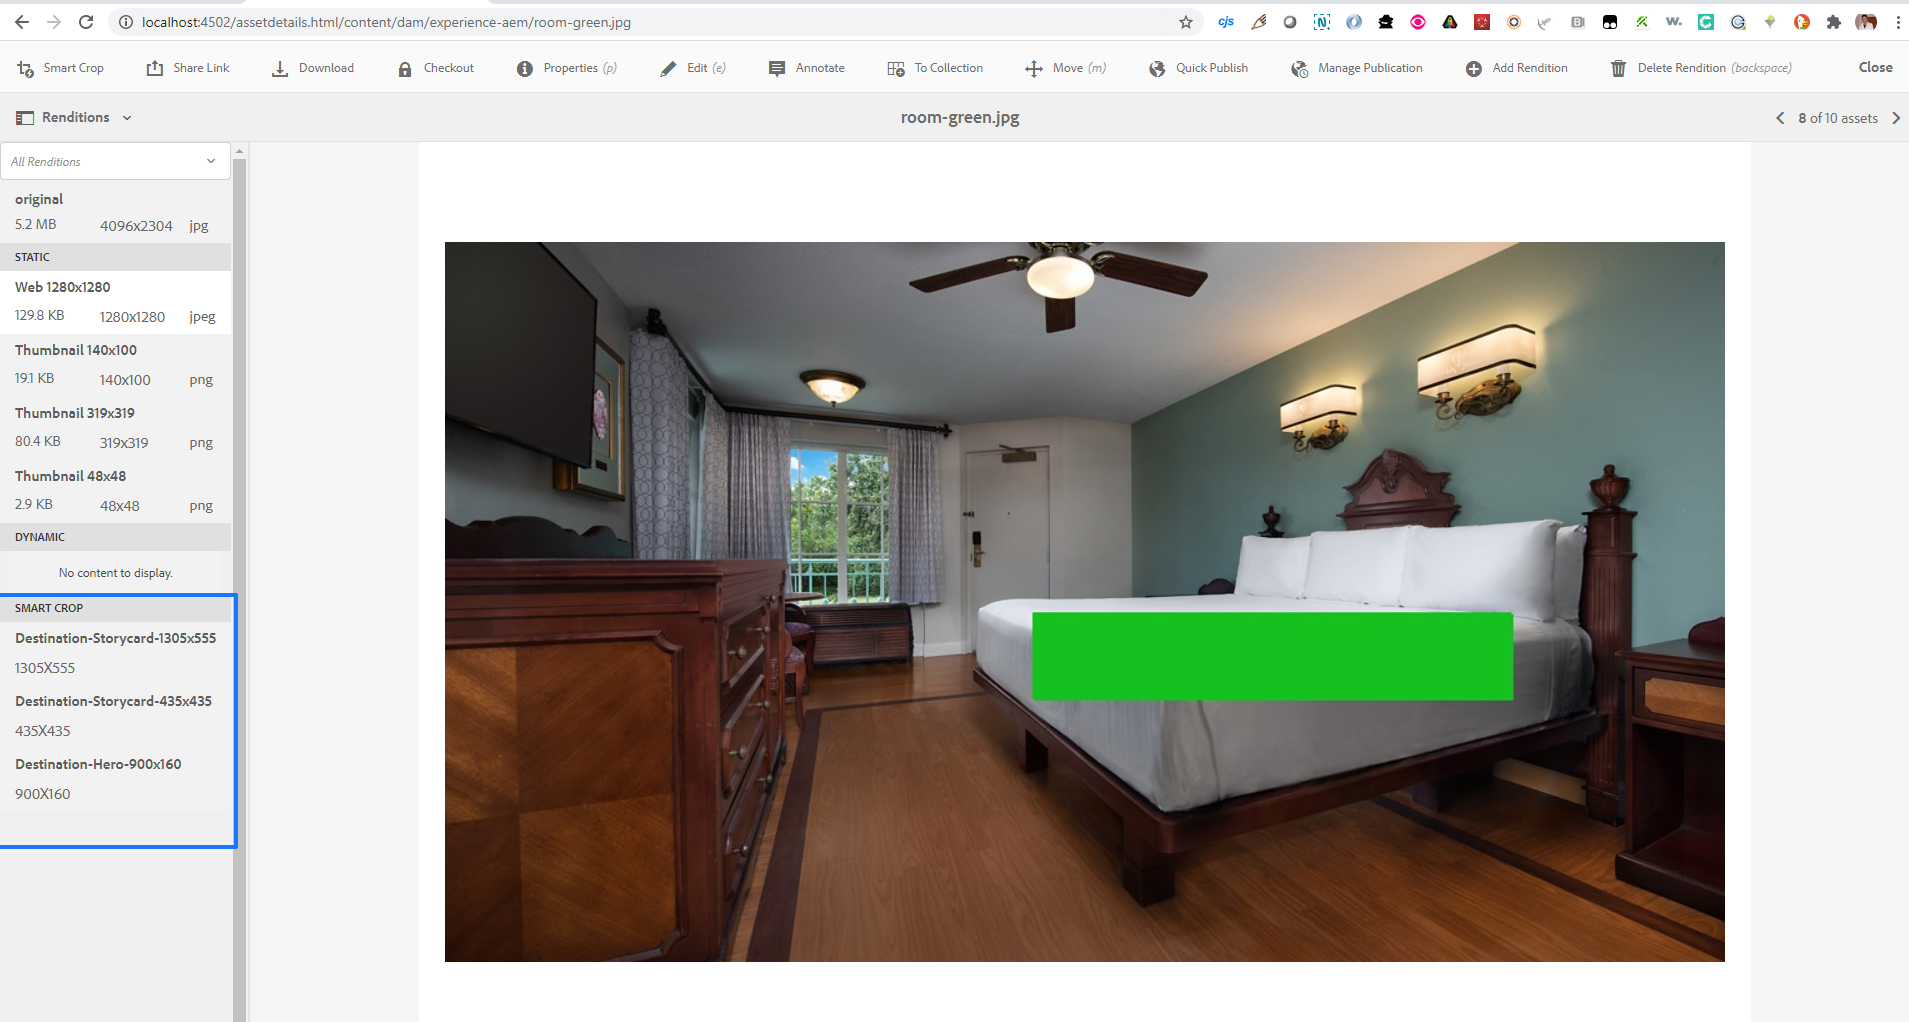 localhost:4502/assetdetails.html/content/dam/experience-aem/room-green.jpg
cjs
Smart Crop
Share Link
Download
Checkout
Properties (p)
Edit (e)
Annotate
To Collection
Move (m)
Quick Publish
Manage Publication
Add Rendition
Delete Rendition (backspace)
Close
Renditions
room-green.jpg
8 of 10 assets
All Renditions
original
5.2 MB 4096x2304 jpg
STATIC
Web 1280x1280
129.8 KB 1280x1280 jpeg
Thumbnail 140x100
19.1 KB 140x100 png
Thumbnail 319x319
80.4 KB 319x319 png
Thumbnail 48x48
2.9 KB 48x48 png
DYNAMIC
No content to display.
SMART CROP
Destination-Storycard-1305x555
1305X555
Destination-Storycard-435x435
435X435
Destination-Hero-900x160
900X160